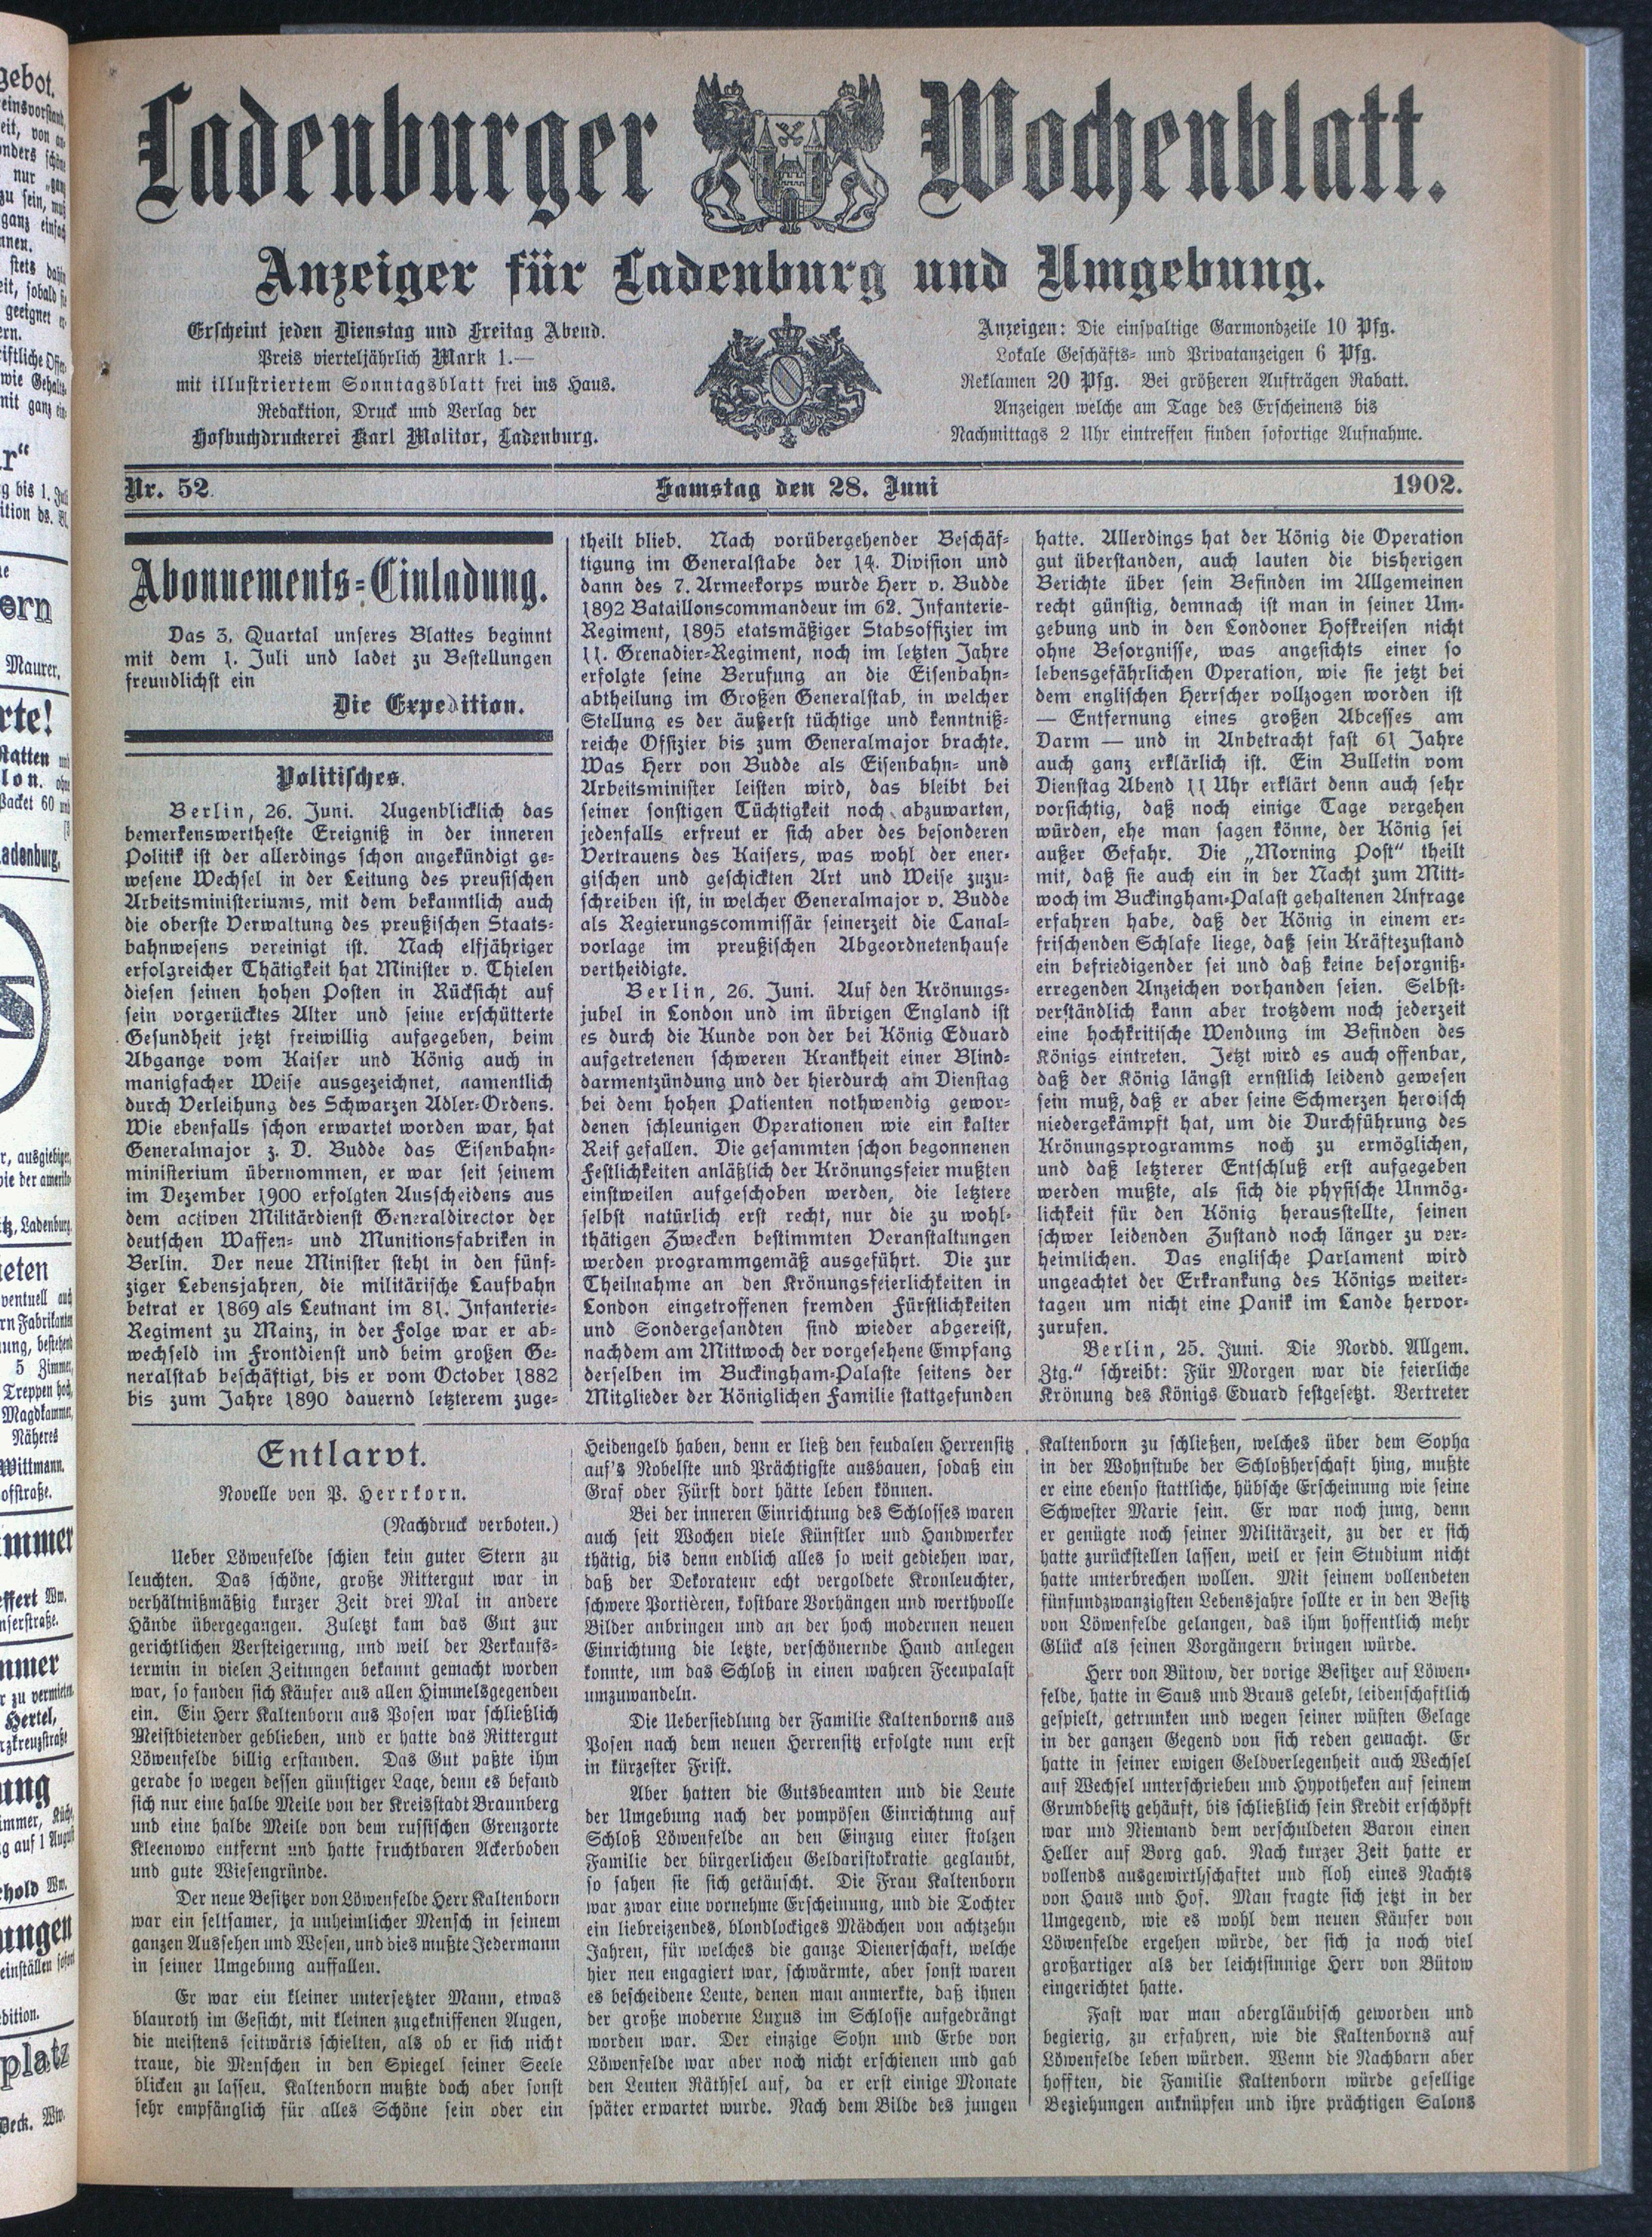 Ladenburger Wochenblatt.
Anzeiger für Ladenburg und Umgebung.
Erscheint jeden Dienstag und Freitag Abend.
Preis vierteljährlich Mark 1.—
mit illustriertem Sonntagsblatt frei ins Haus.
Redaktion, Druck und Verlag der
Hofbuchdruckerei Karl Molitor, Ladenburg.
Anzeigen: Die einspaltige Garmondzeile 10 Pfg.
Lokale Geschäfts- und Privatanzeigen 6 Pfg.
Reklamen 20 Pfg. Bei größeren Aufträgen Rabatt.
Anzeigen welche am Tage des Erscheinens bis
Nachmittags 2 Uhr eintreffen finden sofortige Aufnahme.
Nr. 52. Samstag den 28. Juni 1902.
Abonnements-Einladung.
Das 3. Quartal unseres Blattes beginnt
mit dem 1. Juli und ladet zu Bestellungen
freundlichst ein
Die Expedition.
Politisches.
Berlin, 26. Juni. Augenblicklich das
bemerkenswertheste Ereigniß in der inneren
Politik ist der allerdings schon angekündigt ge-
wesene Wechsel in der Leitung des preusischen
Arbeitsministeriums, mit dem bekanntlich auch
die oberste Verwaltung des preußischen Staats-
bahnwesens vereinigt ist. Nach elfjähriger
erfolgreicher Thätigkeit hat Minister v. Thielen
diesen seinen hohen Posten in Rücksicht auf
sein vorgerücktes Alter und seine erschütterte
Gesundheit jetzt freiwillig aufgegeben, beim
Abgange vom Kaiser und König auch in
manigfacher Weise ausgezeichnet, namentlich
durch Verleihung des Schwarzen Adler-Ordens.
Wie ebenfalls schon erwartet worden war, hat
Generalmajor z. D. Budde das Eisenbahn-
ministerium übernommen, er war seit seinem
im Dezember 1900 erfolgten Ausscheidens aus
dem activen Militärdienst Generaldirector der
deutschen Waffen- und Munitionsfabriken in
Berlin. Der neue Minister steht in den fünf-
ziger Lebensjahren, die militärische Laufbahn
betrat er 1869 als Leutnant im 81. Infanterie-
Regiment zu Mainz, in der Folge war er ab-
wechseld im Frontdienst und beim großen Ge-
neralstab beschäftigt, bis er vom October 1882
bis zum Jahre 1890 dauernd letzterem zuge-
theilt blieb. Nach vorübergehender Beschäf-
tigung im Generalstabe der 14. Division und
dann des 7. Armeekorps wurde Herr v. Budde
1892 Bataillonscommandeur im 62. Infanterie-
Regiment, 1895 etatsmäßiger Stabsoffizier im
11. Grenadier-Regiment, noch im letzten Jahre
erfolgte seine Berufung an die Eisenbahn-
abtheilung im Großen Generalstab, in welcher
Stellung es der äußerst tüchtige und kenntniß-
reiche Offizier bis zum Generalmajor brachte.
Was Herr von Budde als Eisenbahn- und
Arbeitsminister leisten wird, das bleibt bei
seiner sonstigen Tüchtigkeit noch abzuwarten,
jedenfalls erfreut er sich aber des besonderen
Vertrauens des Kaisers, was wohl der ener-
gischen und geschickten Art und Weise zuzu-
schreiben ist, in welcher Generalmajor v. Budde
als Regierungscommissär seinerzeit die Canal-
vorlage im preußischen Abgeordnetenhause
vertheidigte.
Berlin, 26. Juni. Auf den Krönungs-
jubel in London und im übrigen England ist
es durch die Kunde von der bei König Eduard
aufgetretenen schweren Krankheit einer Blind-
darmentzündung und der hierdurch am Dienstag
bei dem hohen Patienten nothwendig gewor-
denen schleunigen Operationen wie ein kalter
Reif gefallen. Die gesammten schon begonnenen
Festlichkeiten anläßlich der Krönungsfeier mußten
einstweilen aufgeschoben werden, die letztere
selbst natürlich erst recht, nur die zu wohl-
thätigen Zwecken bestimmten Veranstaltungen
werden programmgemäß ausgeführt. Die zur
Theilnahme an den Krönungsfeierlichkeiten in
London eingetroffenen fremden Fürstlichkeiten
und Sondergesandten sind wieder abgereist,
nachdem am Mittwoch der vorgesehene Empfang
derselben im Buckingham-Palaste seitens der
Mitglieder der Königlichen Familie stattgefunden
hatte. Allerdings hat der König die Operation
gut überstanden, auch lauten die bisherigen
Berichte über sein Befinden im Allgemeinen
recht günstig, demnach ist man in seiner Um-
gebung und in den Londoner Hofkreisen nicht
ohne Besorgnisse, was angesichts einer so
lebensgefährlichen Operation, wie sie jetzt bei
dem englischen Herrscher vollzogen worden ist
— Entfernung eines großen Abcesses am
Darm — und in Anbetracht fast 61 Jahre
auch ganz erklärlich ist. Ein Bulletin vom
Dienstag Abend 11 Uhr erklärt denn auch sehr
vorsichtig, daß noch einige Tage vergehen
würden, ehe man sagen könne, der König sei
außer Gefahr. Die „Morning Post“ theilt
mit, daß sie auch ein in der Nacht zum Mitt-
woch im Buckingham-Palast gehaltenen Anfrage
erfahren habe, daß der König in einem er-
frischenden Schlafe liege, daß sein Kräftezustand
ein befriedigender sei und daß keine besorgniß-
erregenden Anzeichen vorhanden seien. Selbst-
verständlich kann aber trotzdem noch jederzeit
eine hochkritische Wendung im Befinden des
Königs eintreten. Jetzt wird es auch offenbar,
daß der König längst ernstlich leidend gewesen
sein muß, daß er aber seine Schmerzen heroisch
niedergekämpft hat, um die Durchführung des
Krönungsprogramms noch zu ermöglichen,
und daß letzterer Entschluß erst aufgegeben
werden mußte, als sich die physische Unmög-
lichkeit für den König herausstellte, seinen
schwer leidenden Zustand noch länger zu ver-
heimlichen. Das englische Parlament wird
ungeachtet der Erkrankung des Königs weiter-
tagen um nicht eine Panik im Lande hervor-
zurufen.
Berlin, 25. Juni. Die Nordd. Allgem.
Ztg.“ schreibt: Für Morgen war die feierliche
Krönung des Königs Eduard festgesetzt. Vertreter
Entlarvt.
Novelle von P. Herrkorn.
(Nachdruck verboten.)
Ueber Löwenfelde schien kein guter Stern zu
leuchten. Das schöne, große Rittergut war in
verhältnißmäßig kurzer Zeit drei Mal in andere
Hände übergegangen. Zuletzt kam das Gut zur
gerichtlichen Versteigerung, und weil der Verkaufs-
termin in vielen Zeitungen bekannt gemacht worden
war, so fanden sich Käufer aus allen Himmelsgegenden
ein. Ein Herr Kaltenborn aus Posen war schließlich
Meistbietender geblieben, und er hatte das Rittergut
Löwenfelde billig erstanden. Das Gut paßte ihm
gerade so wegen dessen günstiger Lage, denn es befand
sich nur eine halbe Meile von der Kreisstadt Braunberg
und eine halbe Meile von dem russischen Grenzorte
Kleenowo entfernt und hatte fruchtbaren Ackerboden
und gute Wiesengründe.
Der neue Besitzer von Löwenfelde Herr Kaltenborn
war ein seltsamer, ja unheimlicher Mensch in seinem
ganzen Aussehen und Wesen, und dies mußte Jedermann
in seiner Umgebung auffallen.
Er war ein kleiner untersetzter Mann, etwas
blauroth im Gesicht, mit kleinen zugekniffenen Augen,
die meistens seitwärts schielten, als ob er sich nicht
traue, die Menschen in den Spiegel seiner Seele
blicken zu lassen. Kaltenborn mußte doch aber sonst
sehr empfänglich für alles Schöne sein oder ein
Heidengeld haben, denn er ließ den feudalen Herrensitz
auf's Nobelste und Prächtigste ausbauen, sodaß ein
Graf oder Fürst dort hätte leben können.
Bei der inneren Einrichtung des Schlosses waren
auch seit Wochen viele Künstler und Handwerker
thätig, bis denn endlich alles so weit gediehen war,
daß der Dekorateur echt vergoldete Kronleuchter,
schwere Portièren, kostbare Vorhängen und werthvolle
Bilder anbringen und an der hoch modernen neuen
Einrichtung die letzte, verschönernde Hand anlegen
konnte, um das Schloß in einen wahren Feenpalast
umzuwandeln.
Die Uebersiedlung der Familie Kaltenborns aus
Posen nach dem neuen Herrensitz erfolgte nun erst
in kürzester Frist.
Aber hatten die Gutsbeamten und die Leute
der Umgebung nach der pompösen Einrichtung auf
Schloß Löwenfelde an den Einzug einer stolzen
Familie der bürgerlichen Geldaristokratie geglaubt,
so sahen sie sich getäuscht. Die Frau Kaltenborn
war zwar eine vornehme Erscheinung, und die Tochter
ein liebreizendes, blondlockiges Mädchen von achtzehn
Jahren, für welches die ganze Dienerschaft, welche
hier neu engagiert war, schwärmte, aber sonst waren
es bescheidene Leute, denen man anmerkte, daß ihnen
der große moderne Luxus im Schlosse aufgedrängt
worden war. Der einzige Sohn und Erbe von
Löwenfelde war aber noch nicht erschienen und gab
den Leuten Räthsel auf, da er erst einige Monate
später erwartet wurde. Nach dem Bilde des jungen
Kaltenborn zu schließen, welches über dem Sopha
in der Wohnstube der Schloßherschaft hing, mußte
er eine ebenso stattliche, hübsche Erscheinung wie seine
Schwester Marie sein. Er war noch jung, denn
er genügte noch seiner Militärzeit, zu der er sich
hatte zurückstellen lassen, weil er sein Studium nicht
hatte unterbrechen wollen. Mit seinem vollendeten
fünfundzwanzigsten Lebensjahre sollte er in den Besitz
von Löwenfelde gelangen, das ihm hoffentlich mehr
Glück als seinen Vorgängern bringen würde.
Herr von Bütow, der vorige Besitzer auf Löwen-
felde, hatte in Saus und Braus gelebt, leidenschaftlich
gespielt, getrunken und wegen seiner wüsten Gelage
in der ganzen Gegend von sich reden gemacht. Er
hatte in seiner ewigen Geldverlegenheit auch Wechsel
auf Wechsel unterschrieben und Hypotheken auf seinem
Grundbesitz gehäuft, bis schließlich sein Kredit erschöpft
war und Niemand dem verschuldeten Baron einen
Heller auf Borg gab. Nach kurzer Zeit hatte er
vollends ausgewirthschaftet und floh eines Nachts
von Haus und Hof. Man fragte sich jetzt in der
Umgegend, wie es wohl dem neuen Käufer von
Löwenfelde ergehen würde, der sich ja noch viel
großartiger als der leichtsinnige Herr von Bütow
eingerichtet hatte.
Fast war man abergläubisch geworden und
begierig, zu erfahren, wie die Kaltenborns auf
Löwenfelde leben würden. Wenn die Nachbarn aber
hofften, die Familie Kaltenborn würde gesellige
Beziehungen anknüpfen und ihre prächtigen Salons